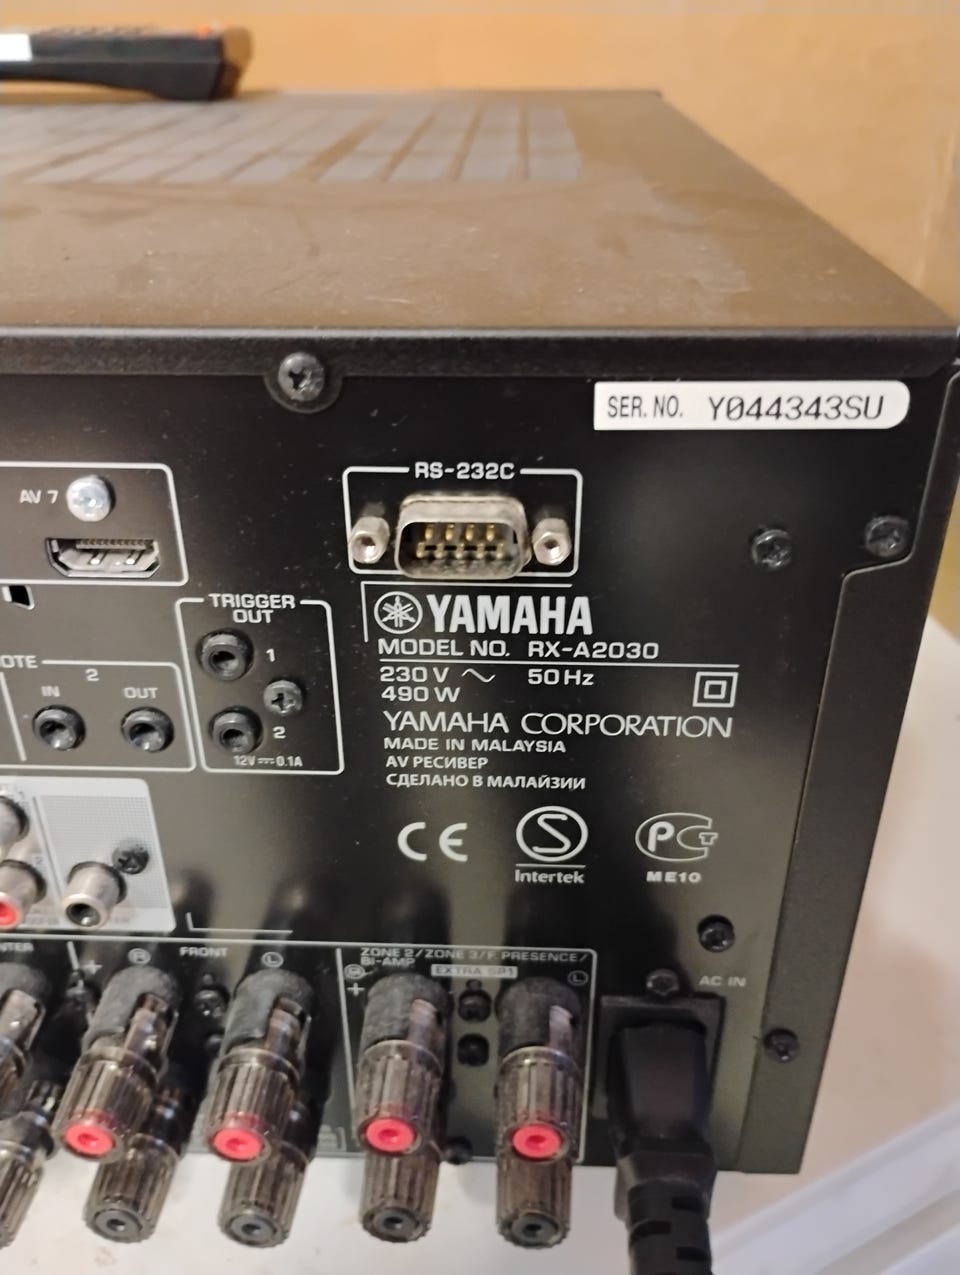 SER. NO. Y044343SU
RS-232C
AV 7
YAMAHA
MODEL NO. RX-A2030
230 V ~ 50 Hz
490 W
YAMAHA CORPORATION
MADE IN MALAYSIA
AV РЕСИВЕР
СДЕЛАНО В МАЛАЙЗИИ
TRIGGER
OUT
1
2
12V 0.1A
2
IN OUT
CE
S
Intertek
РСТ
ME10
R FRONT L
ZONE 2/ZONE 3/F. PRESENCE/
BI-AMP
EXTRA SP1
R L
AC IN